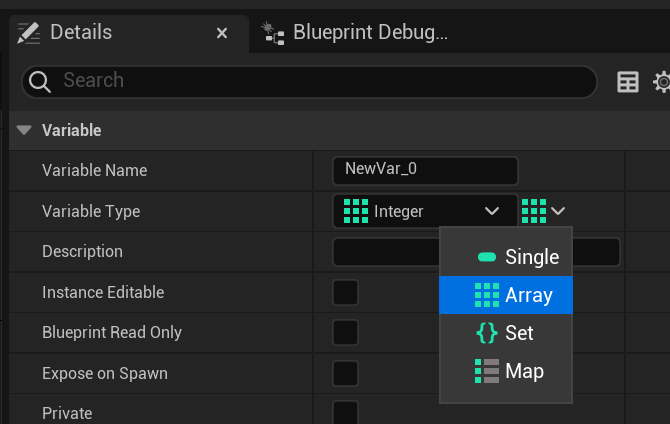 Details
Blueprint Debug...
Search
Variable
Variable Name
NewVar_0
Variable Type
Integer
Description
Single
Instance Editable
Array
Blueprint Read Only
Set
Expose on Spawn
Map
Private